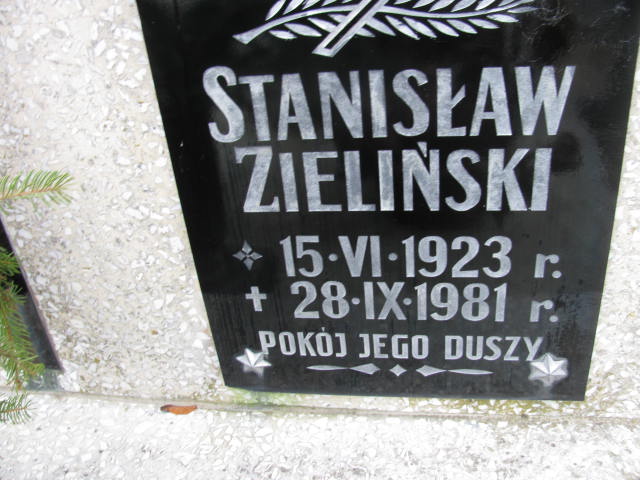 STANISŁAW
ZIELIŃSKI
15·VI·1923 r.
28·IX·1981 r.
POKÓJ JEGO DUSZY